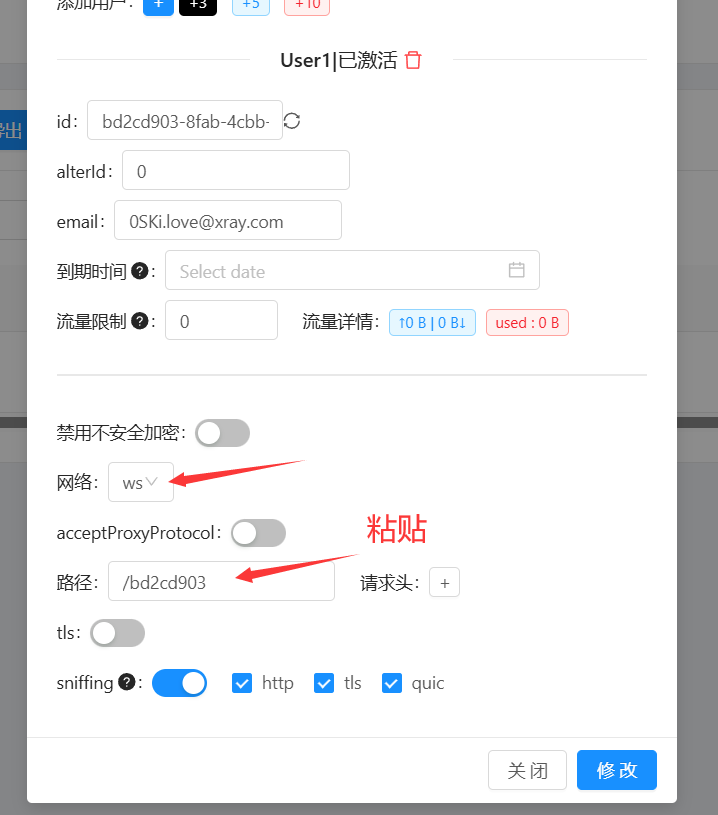 添加用户: + +3 +5 +10
User1|已激活
导出
id: bd2cd903-8fab-4cbb-
alterId: 0
email: 0SKi.love@xray.com
到期时间 ? : Select date
流量限制 ? : 0 流量详情: ↑0 B | 0 B↓ used : 0 B
禁用不安全加密:
网络: ws
acceptProxyProtocol:
粘贴
路径: /bd2cd903 请求头: +
tls:
sniffing ? : http tls quic
关 闭 修 改